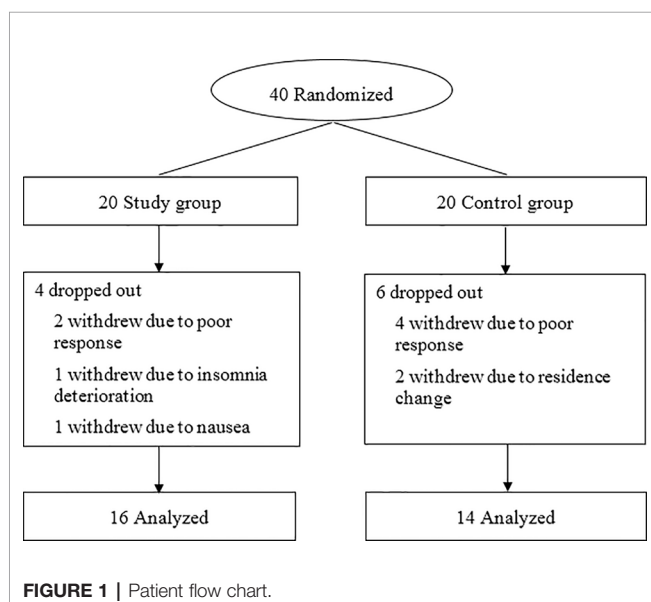 40 Randomized
20 Study group
20 Control group
4 dropped out
2 withdrew due to poor
response
1 withdrew due to insomnia
deterioration
1 withdrew due to nausea
6 dropped out
4 withdrew due to poor
response
2 withdrew due to residence
change
16 Analyzed
14 Analyzed
FIGURE 1 | Patient flow chart.